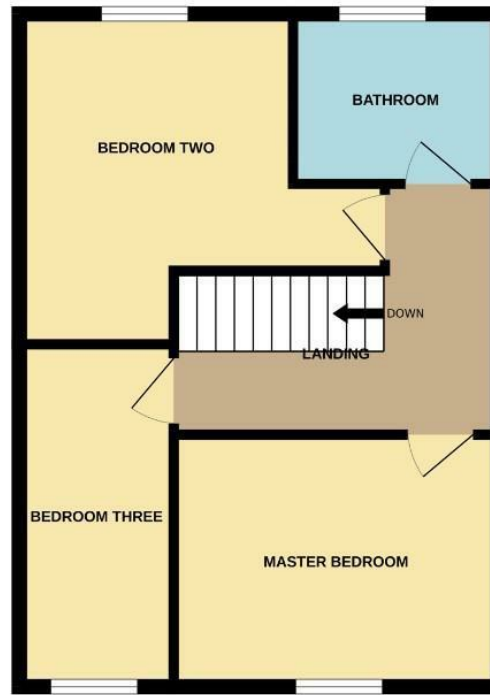 BATHROOM
BEDROOM TWO
DOWN
LANDING
BEDROOM THREE
MASTER BEDROOM